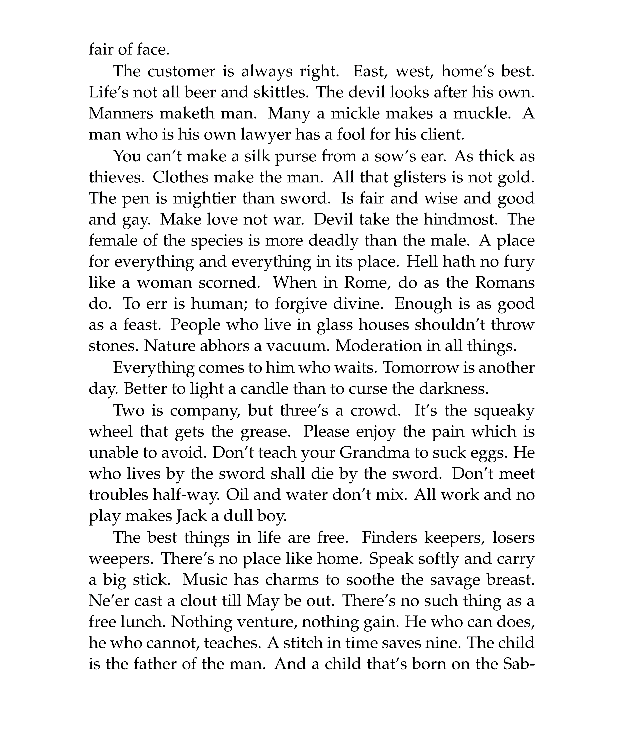 fair of face.
The customer is always right. East, west, home's best.
Life's not all beer and skittles. The devil looks after his own.
Manners maketh man. Many a mickle makes a muckle. A
man who is his own lawyer has a fool for his client.
You can't make a silk purse from a sow's ear. As thick as
thieves. Clothes make the man. All that glisters is not gold.
The pen is mightier than sword. Is fair and wise and good
and gay. Make love not war. Devil take the hindmost. The
female of the species is more deadly than the male. A place
for everything and everything in its place. Hell hath no fury
like a woman scorned. When in Rome, do as the Romans
do. To err is human; to forgive divine. Enough is as good
as a feast. People who live in glass houses shouldn't throw
stones. Nature abhors a vacuum. Moderation in all things.
Everything comes to him who waits. Tomorrow is another
day. Better to light a candle than to curse the darkness.
Two is company, but three's a crowd. It's the squeaky
wheel that gets the grease. Please enjoy the pain which is
unable to avoid. Don't teach your Grandma to suck eggs. He
who lives by the sword shall die by the sword. Don't meet
troubles half-way. Oil and water don't mix. All work and no
play makes Jack a dull boy.
The best things in life are free. Finders keepers, losers
weepers. There's no place like home. Speak softly and carry
a big stick. Music has charms to soothe the savage breast.
Ne'er cast a clout till May be out. There's no such thing as a
free lunch. Nothing venture, nothing gain. He who can does,
he who cannot, teaches. A stitch in time saves nine. The child
is the father of the man. And a child that's born on the Sab-